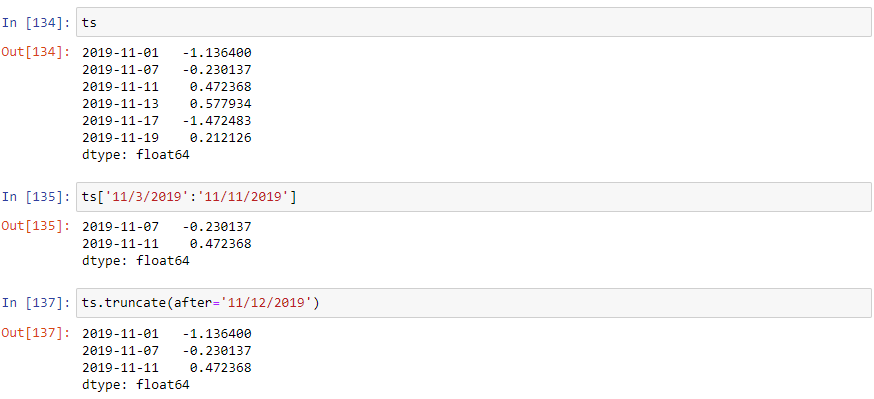 In [134]: ts
Out[134]: 2019-11-01   -1.136400
2019-11-07   -0.230137
2019-11-11    0.472368
2019-11-13    0.577934
2019-11-17   -1.472483
2019-11-19    0.212126
dtype: float64
In [135]: ts['11/3/2019':'11/11/2019']
Out[135]: 2019-11-07   -0.230137
2019-11-11    0.472368
dtype: float64
In [137]: ts.truncate(after='11/12/2019')
Out[137]: 2019-11-01   -1.136400
2019-11-07   -0.230137
2019-11-11    0.472368
dtype: float64